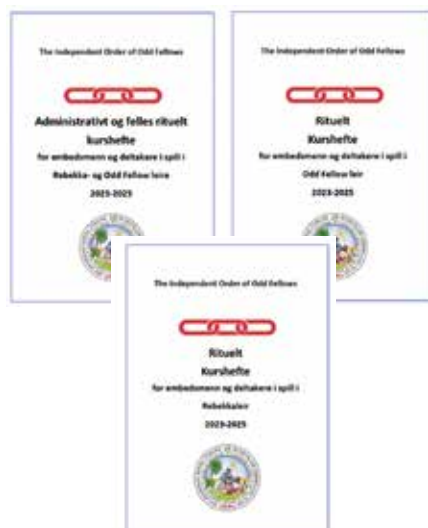 The Independent Order of Odd Fellows
Administrativt og felles rituelt
kurshefte
for embedsmenn og deltakere i spill i
Rebekka- og Odd Fellow leire
2023-2025
The Independent Order of Odd Fellows
Rituelt
Kurshefte
for embedsmenn og deltakere i spill i
Odd Fellow leir
2023-2025
The Independent Order of Odd Fellows
Rituelt
Kurshefte
for embedsmenn og deltakere i spill i
Rebekkaleir
2023-2025